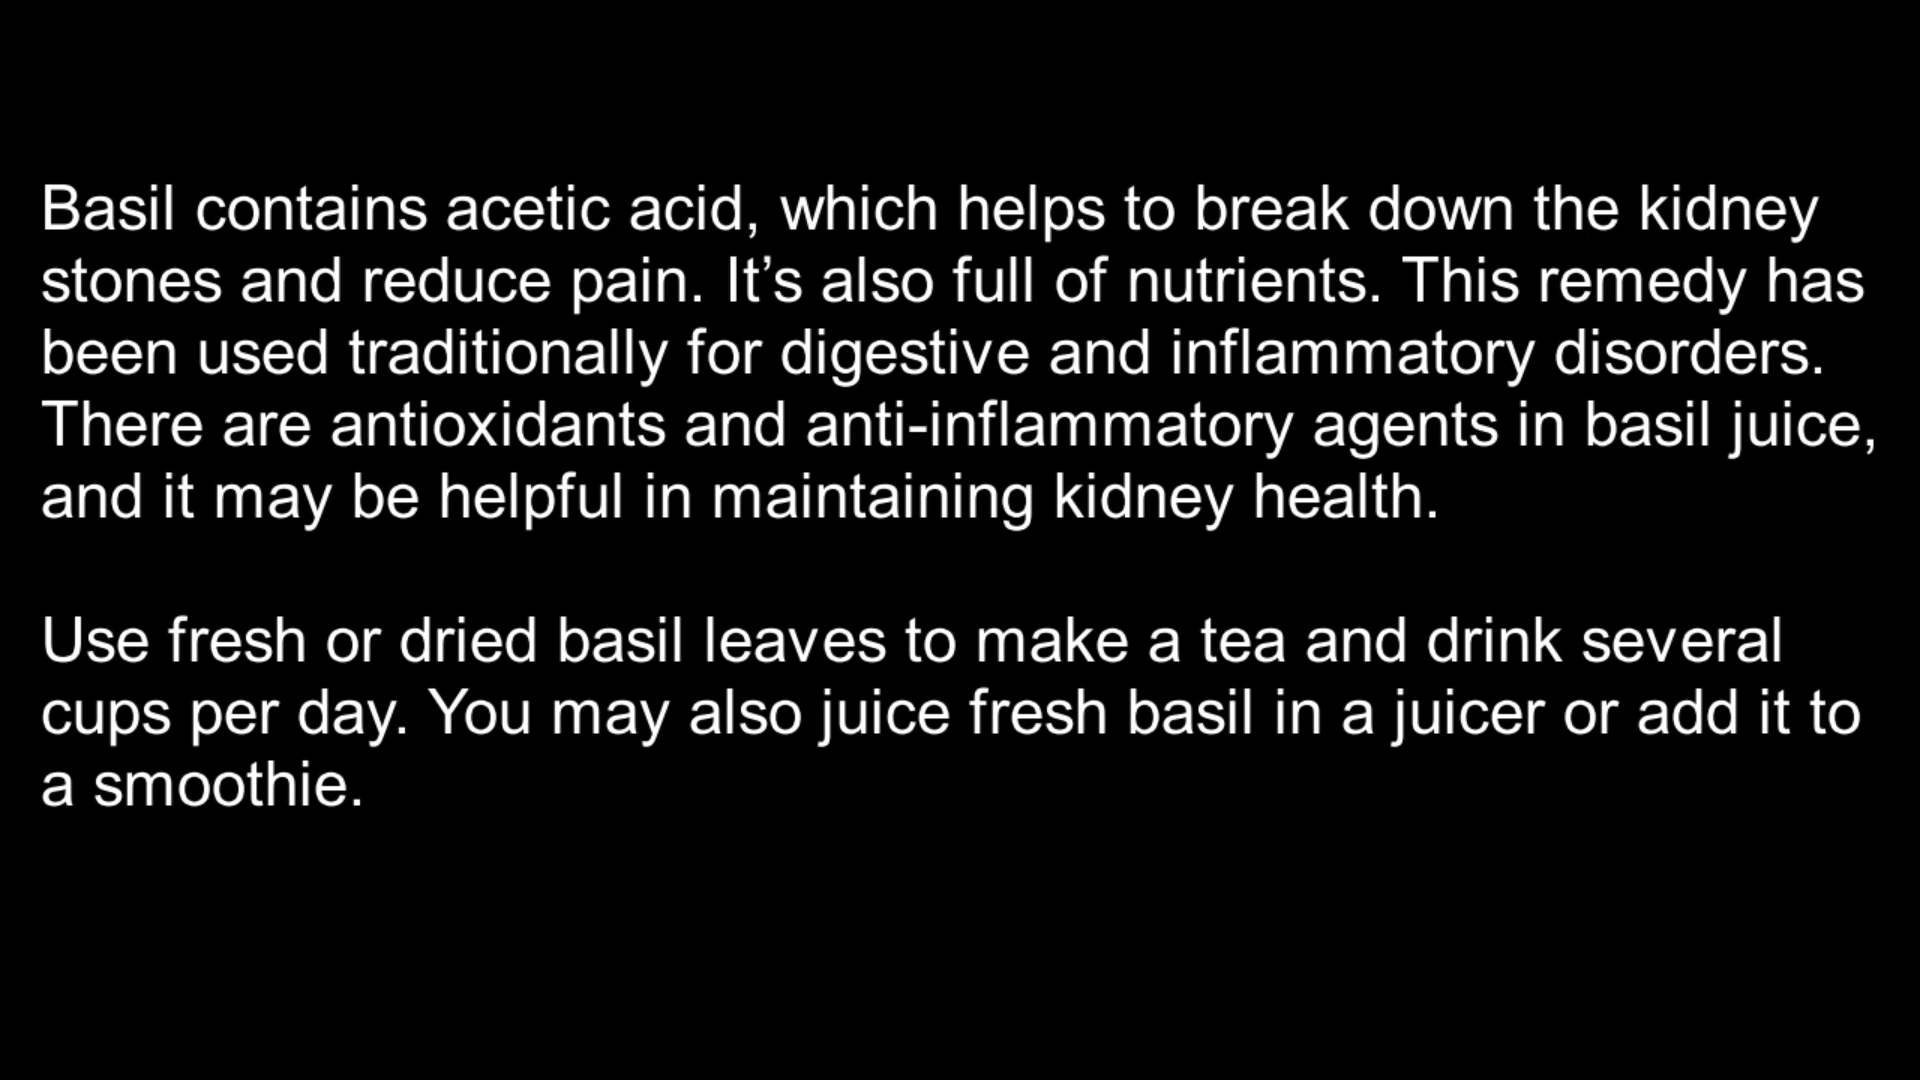 Basil contains acetic acid, which helps to break down the kidney
stones and reduce pain. It’s also full of nutrients. This remedy has
been used traditionally for digestive and inflammatory disorders.
There are antioxidants and anti-inflammatory agents in basil juice,
and it may be helpful in maintaining kidney health.
Use fresh or dried basil leaves to make a tea and drink several
cups per day. You may also juice fresh basil in a juicer or add it to
a smoothie.